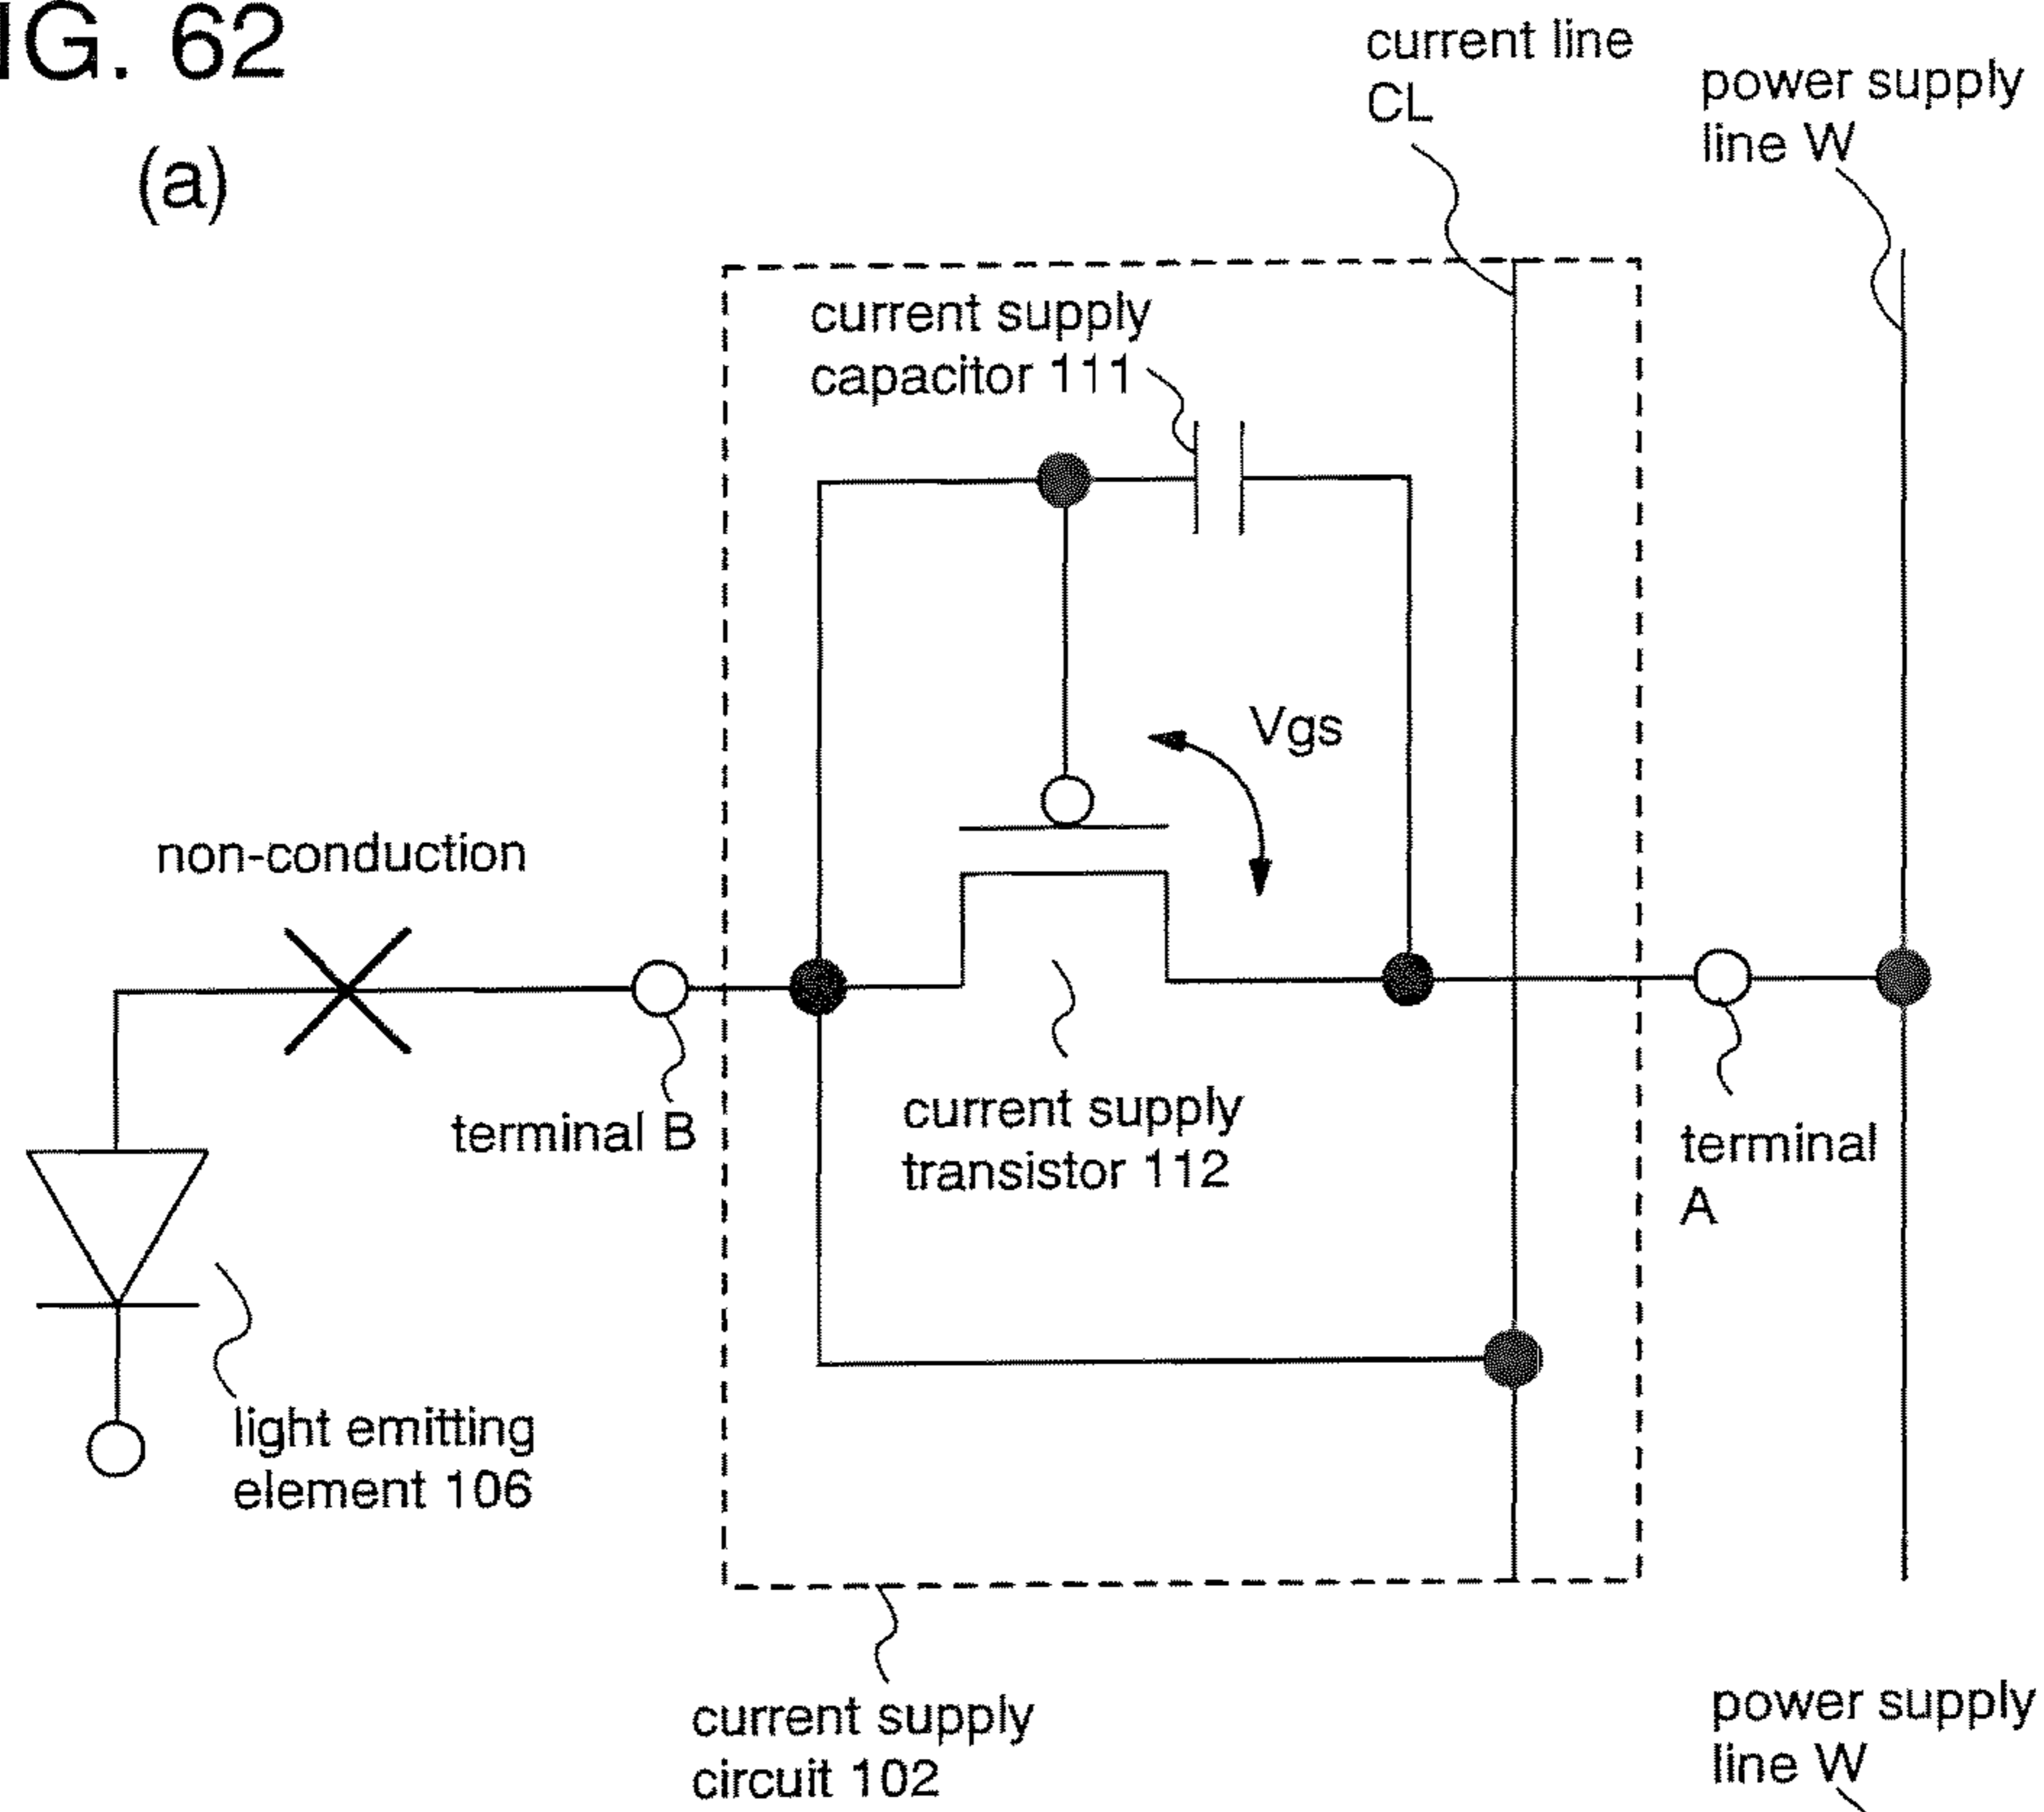 IG. 62
(a)
current line
CL
power supply
line W
current supply
capacitor 111
Vgs
non-conduction
terminal B
current supply
transistor 112
terminal
A
light emitting
element 106
current supply
circuit 102
power supply
line W